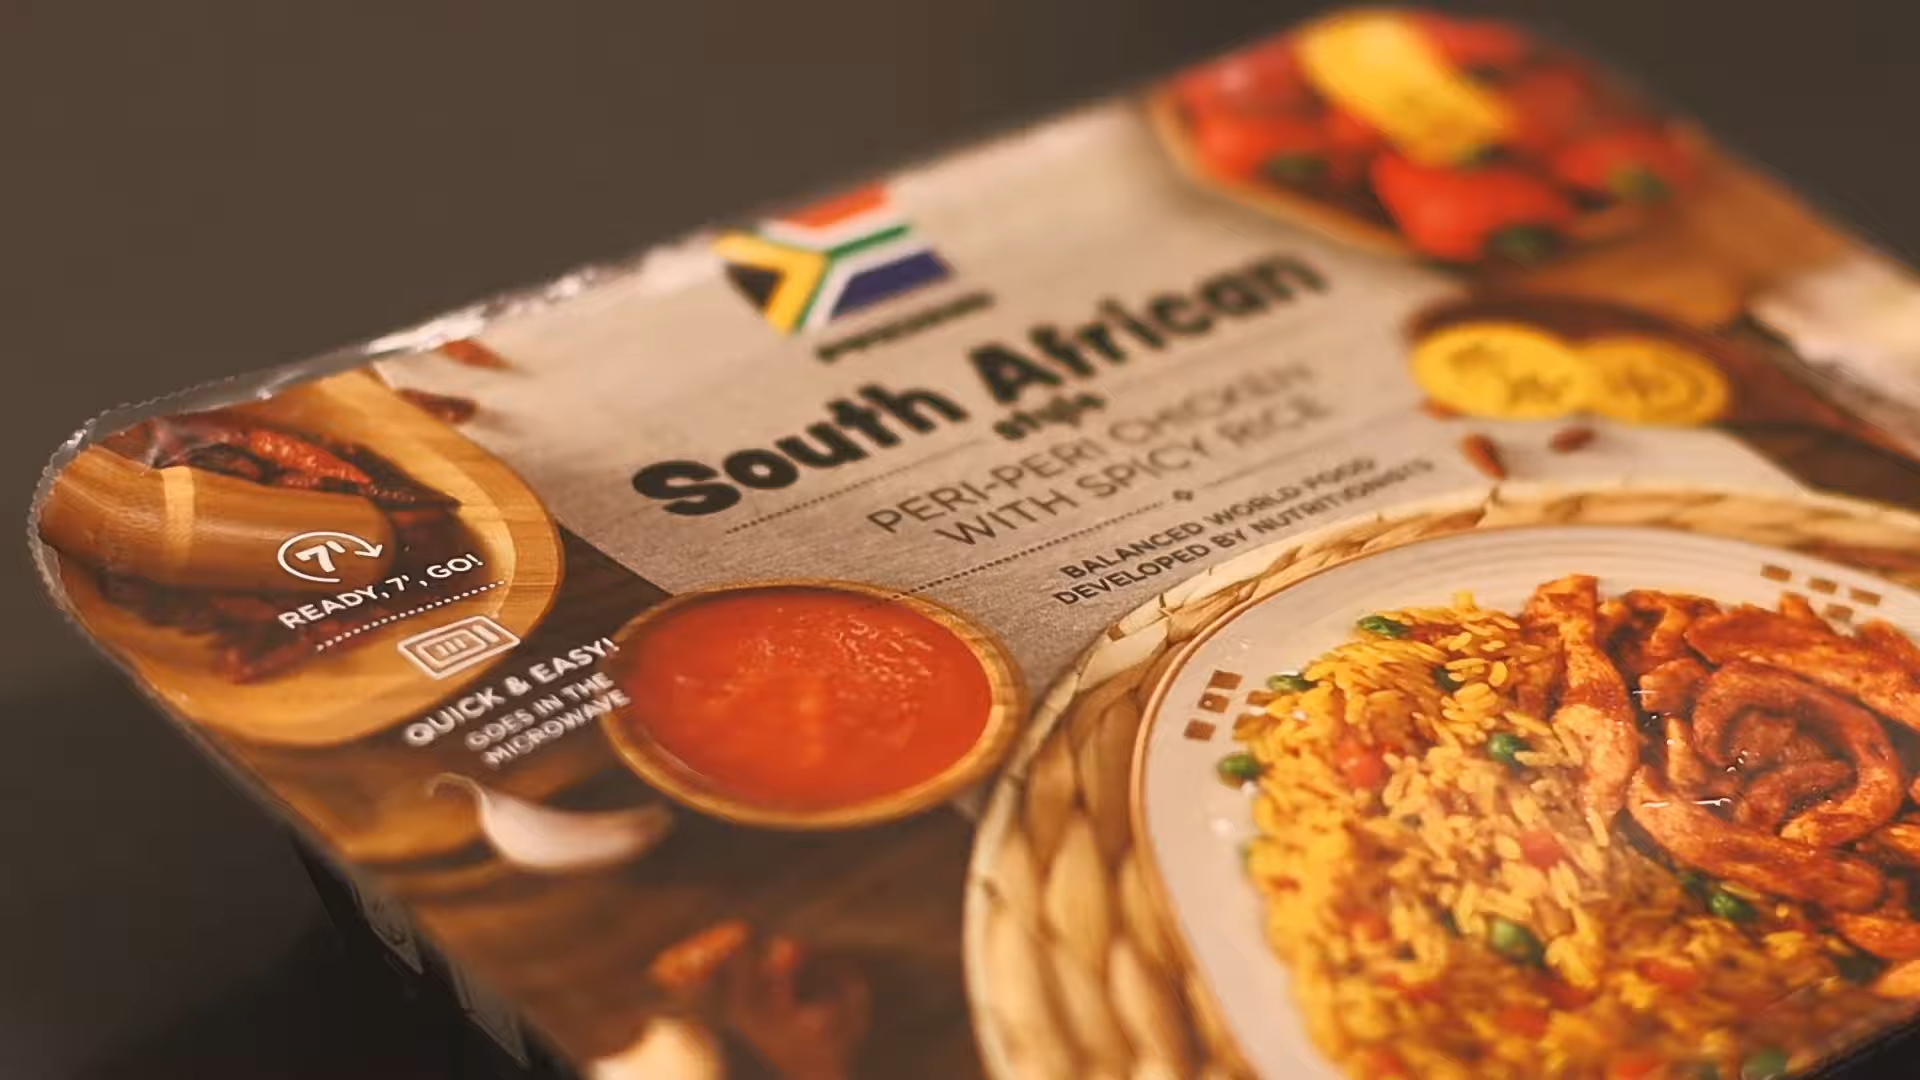 South African
style
PERI-PERI CHICKEN
WITH SPICY RICE
BALANCED WORLD FOOD
DEVELOPED BY NUTRITIONISTS
7'
READY, 7' , GO!
QUICK & EASY!
GOES IN THE
MICROWAVE